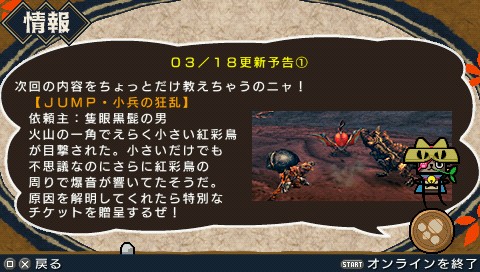 情報
03/18更新予告①
次回の内容をちょっとだけ教えちゃうのニャ！
【JUMP・小兵の狂乱】
依頼主：隻眼黒髭の男
火山の一角でえらく小さい紅彩鳥
が目撃された。小さいだけでも
不思議なのにさらに紅彩鳥の
周りで爆音が響いてたそうだ。
原因を解明してくれたら特別な
チケットを贈呈するぜ！
戻る
START オンラインを終了